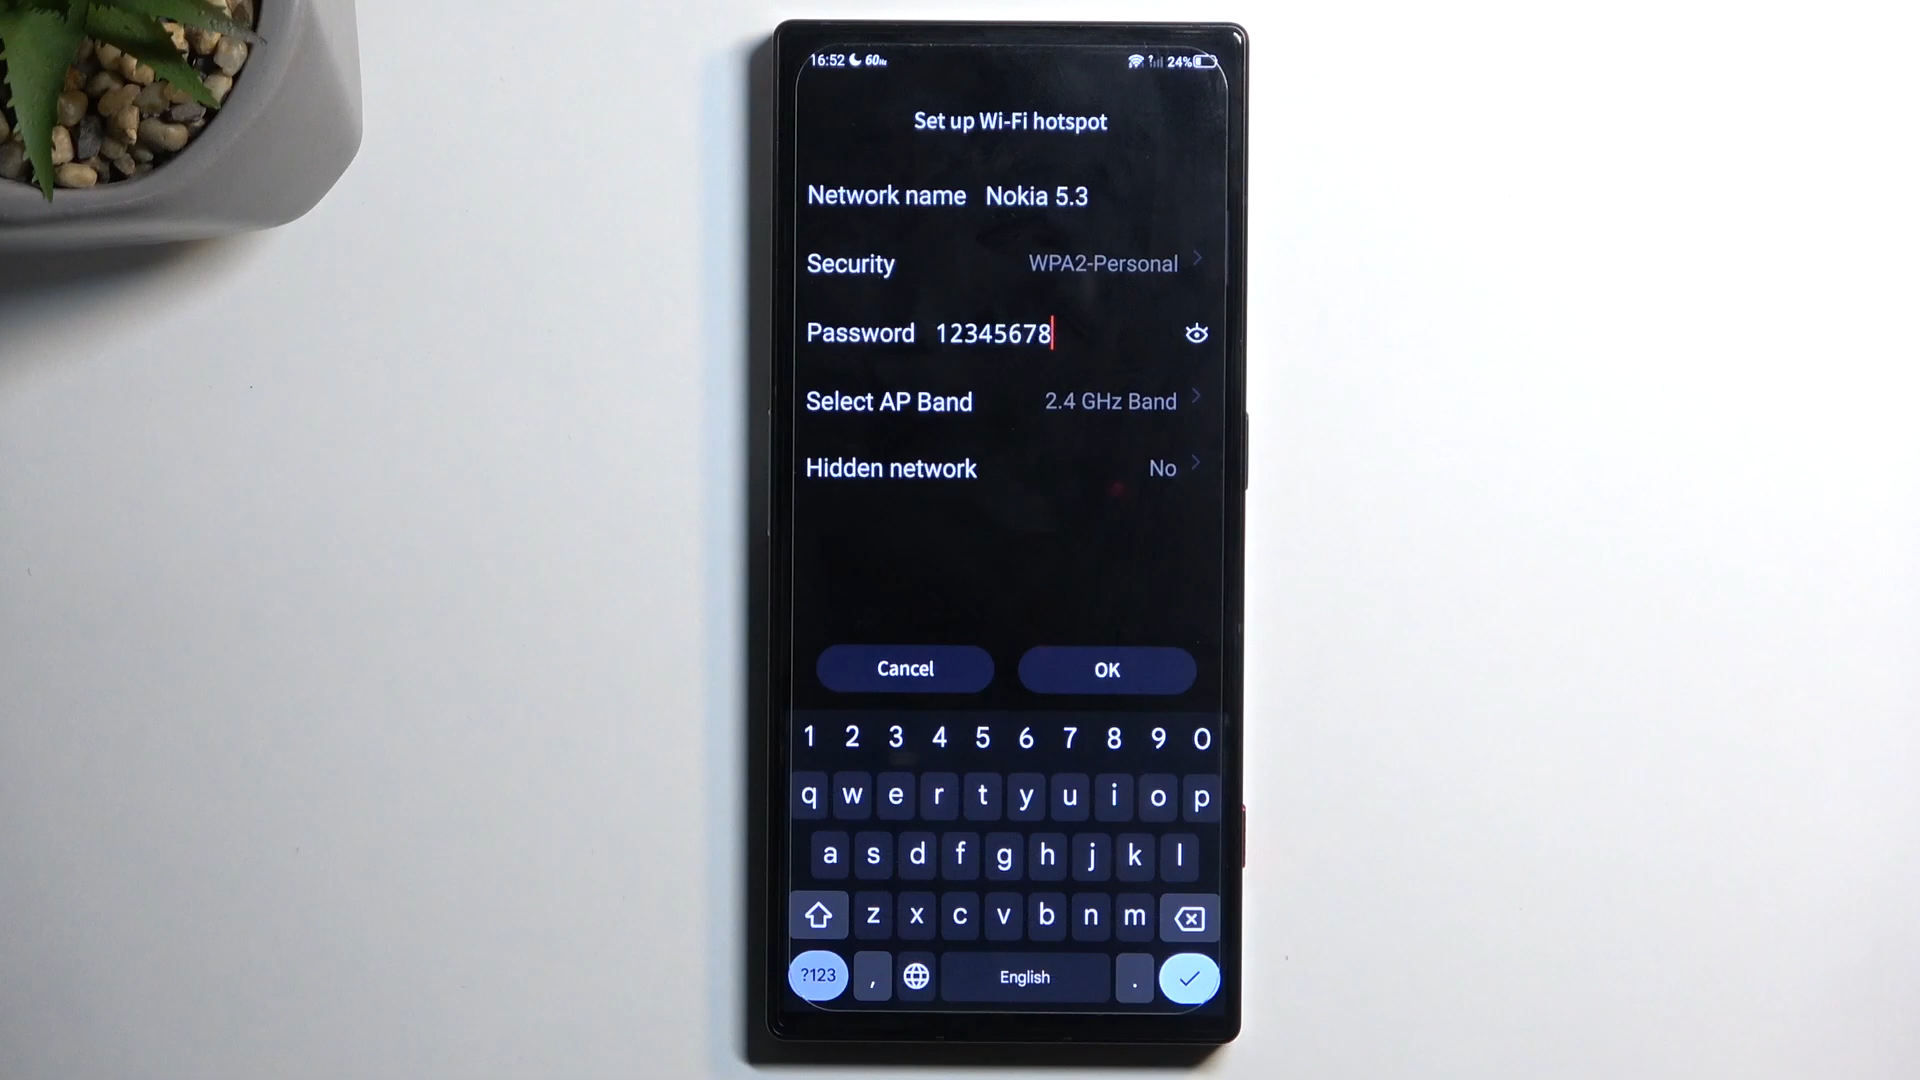 16:52 60Hz 24%
Set up Wi-Fi hotspot
Network name Nokia 5.3
Security WPA2-Personal
Password 12345678
Select AP Band 2.4 GHz Band
Hidden network No
Cancel OK
1 2 3 4 5 6 7 8 9 0
q w e r t y u i o p
a s d f g h j k l
z x c v b n m
?123 , English .